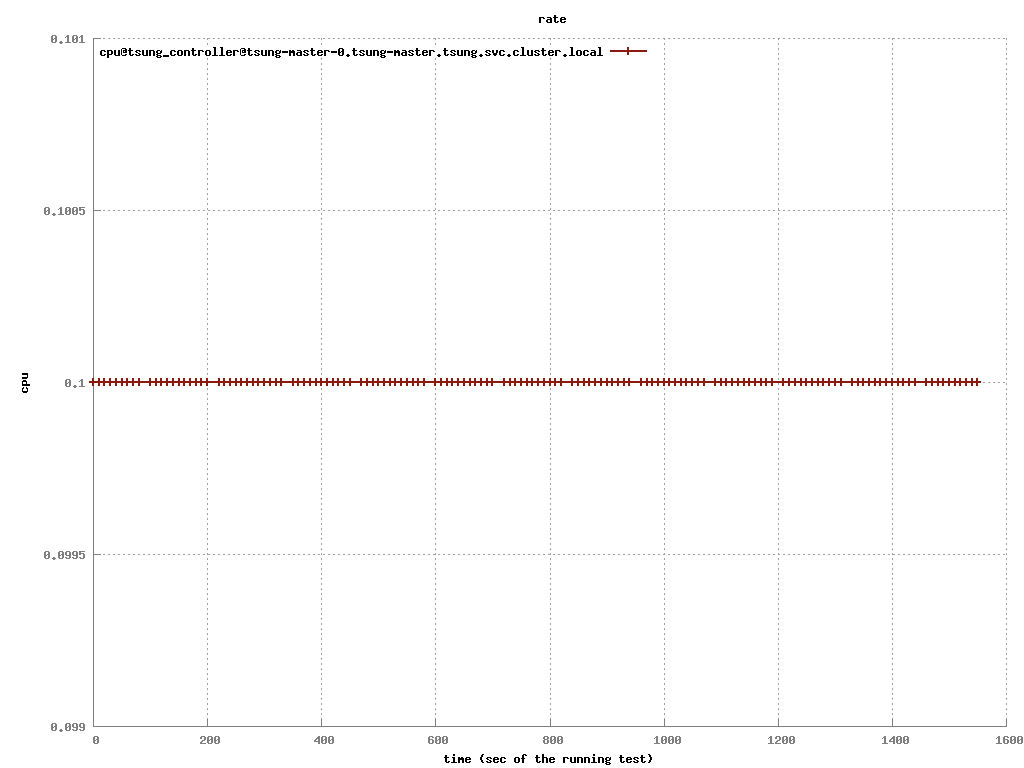 rate
0.101
cpu@tsung_controller@tsung-master-0.tsung-master.tsung.svc.cluster.local
0.1005
cpu
0.1
0.0995
0.099
0 200 400 600 800 1000 1200 1400 1600
time (sec of the running test)